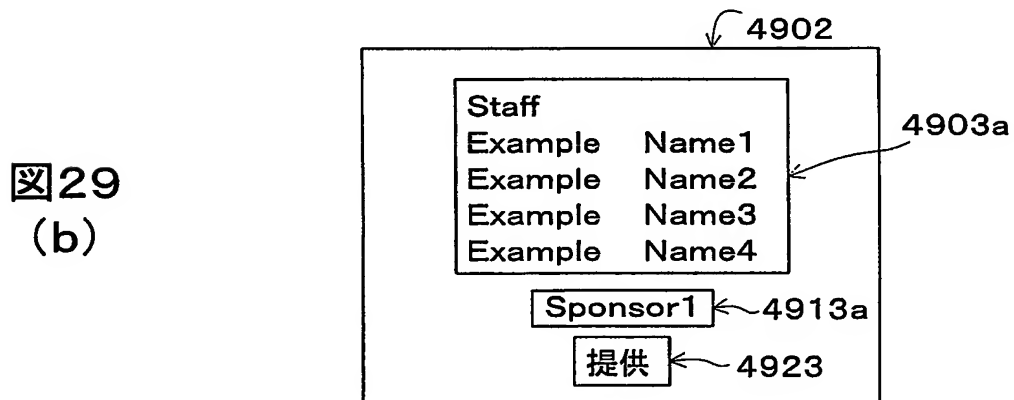 図29
(b)
4902
Staff
Example Name1
Example Name2
Example Name3
Example Name4
4903a
Sponsor1
4913a
提供
4923